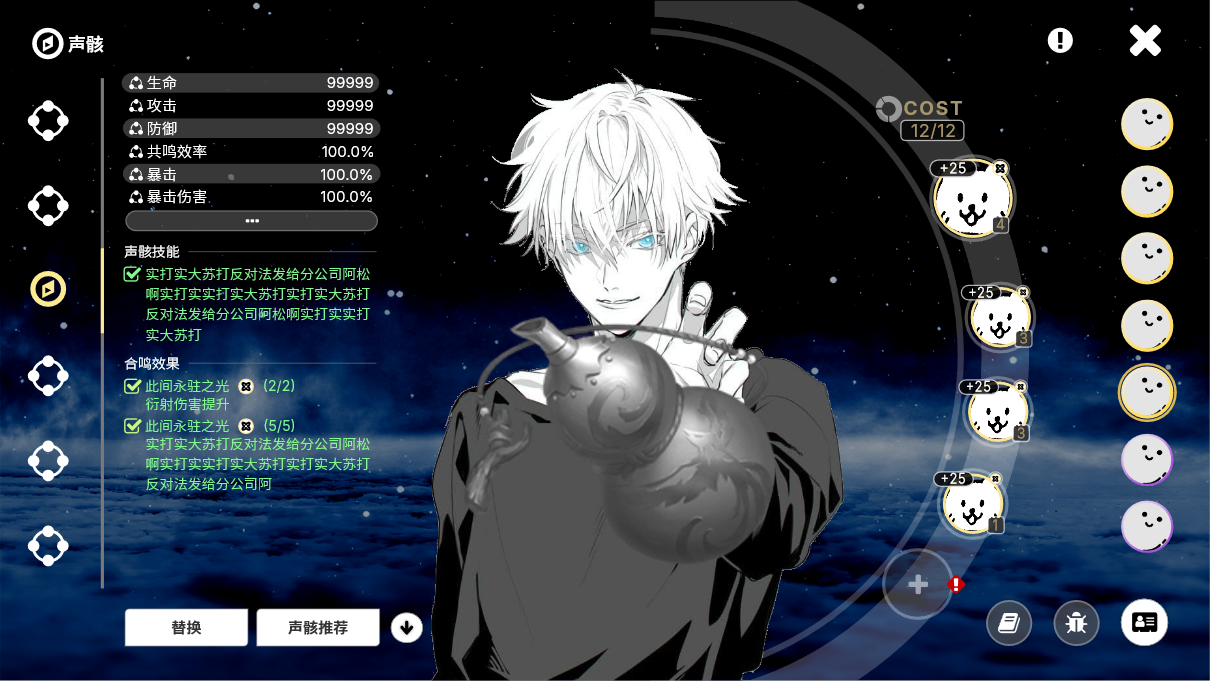 声骸
生命 99999
攻击 99999
防御 99999
共鸣效率 100.0%
暴击 100.0%
暴击伤害 100.0%
声骸技能
实打实大苏打反对法发给分公司阿松
啊实打实实打实大苏打实打实大苏打
反对法发给分公司阿松啊实打实实打
实大苏打
合鸣效果
此间永驻之光 (2/2)
衍射伤害提升
此间永驻之光 (5/5)
实打实大苏打反对法发给分公司阿松
啊实打实实打实大苏打实打实大苏打
反对法发给分公司阿
替换
声骸推荐
COST
12/12
+25
4
+25
3
+25
3
+25
1